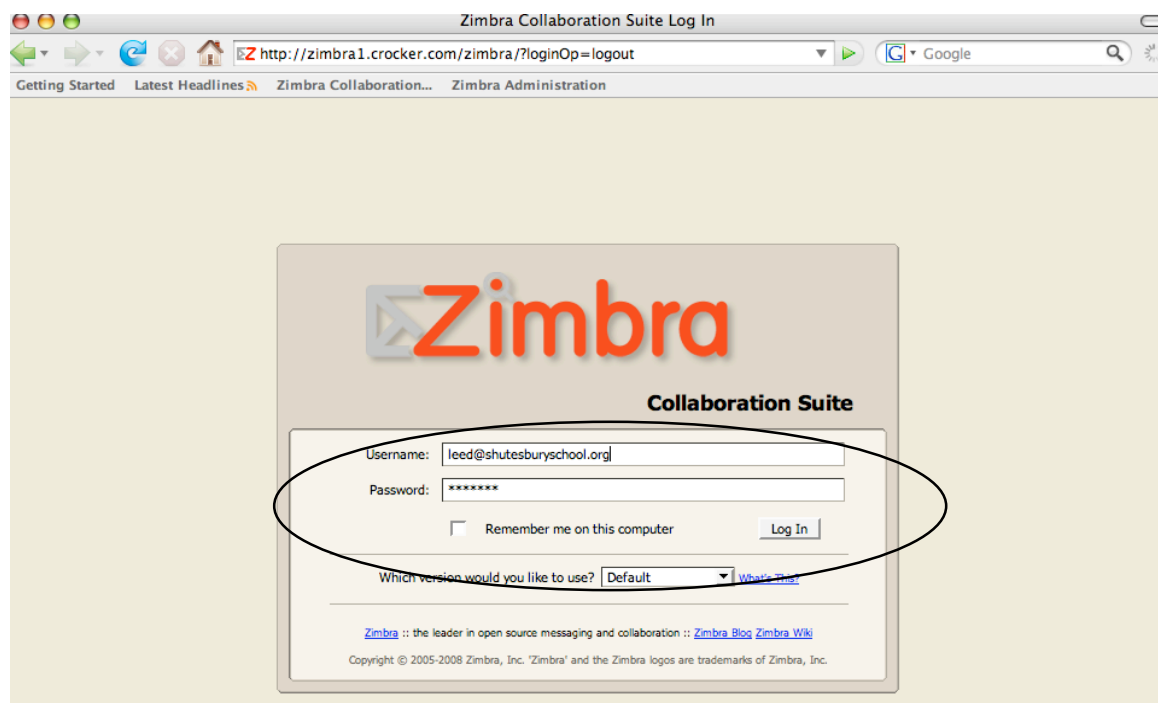 Zimbra Collaboration Suite Log In
http://zimbra1.crocker.com/zimbra/?loginOp=logout
G Google
Getting Started Latest Headlines Zimbra Collaboration... Zimbra Administration
Zimbra
Collaboration Suite
Username: leed@shutesburyschool.org
Password: *******
Remember me on this computer Log In
Which version would you like to use? Default What's This?
Zimbra :: the leader in open source messaging and collaboration :: Zimbra Blog Zimbra Wiki
Copyright © 2005-2008 Zimbra, Inc. 'Zimbra' and the Zimbra logos are trademarks of Zimbra, Inc.